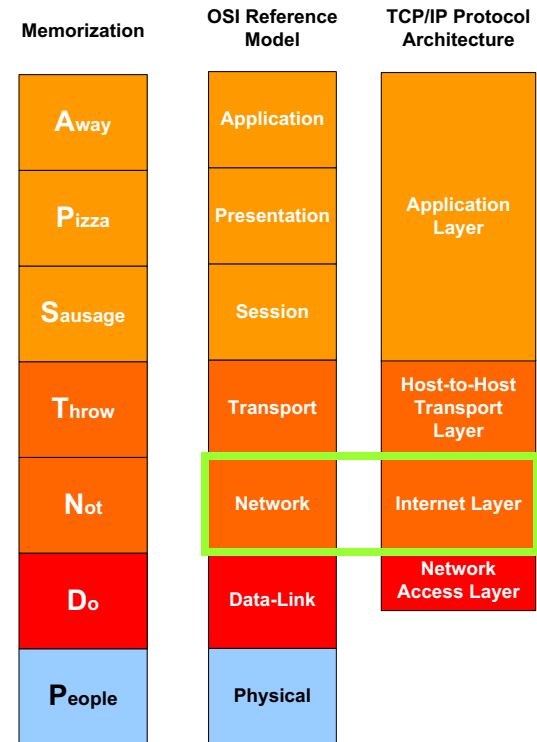 Memorization
OSI Reference
Model
TCP/IP Protocol
Architecture
Away
Pizza
Sausage
Throw
Not
Do
People
Application
Presentation
Session
Transport
Network
Data-Link
Physical
Application
Layer
Host-to-Host
Transport
Layer
Internet Layer
Network
Access Layer